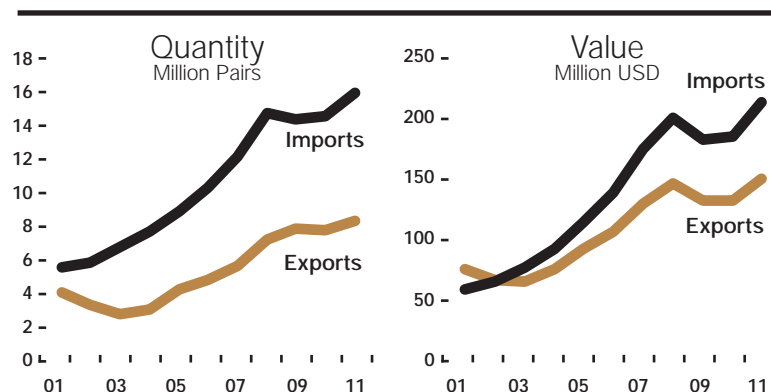 Quantity
Million Pairs
18
16
14
12
10
8
6
4
2
0
Imports
Exports
01 03 05 07 09 11
Value
Million USD
250
200
150
100
50
0
Imports
Exports
01 03 05 07 09 11